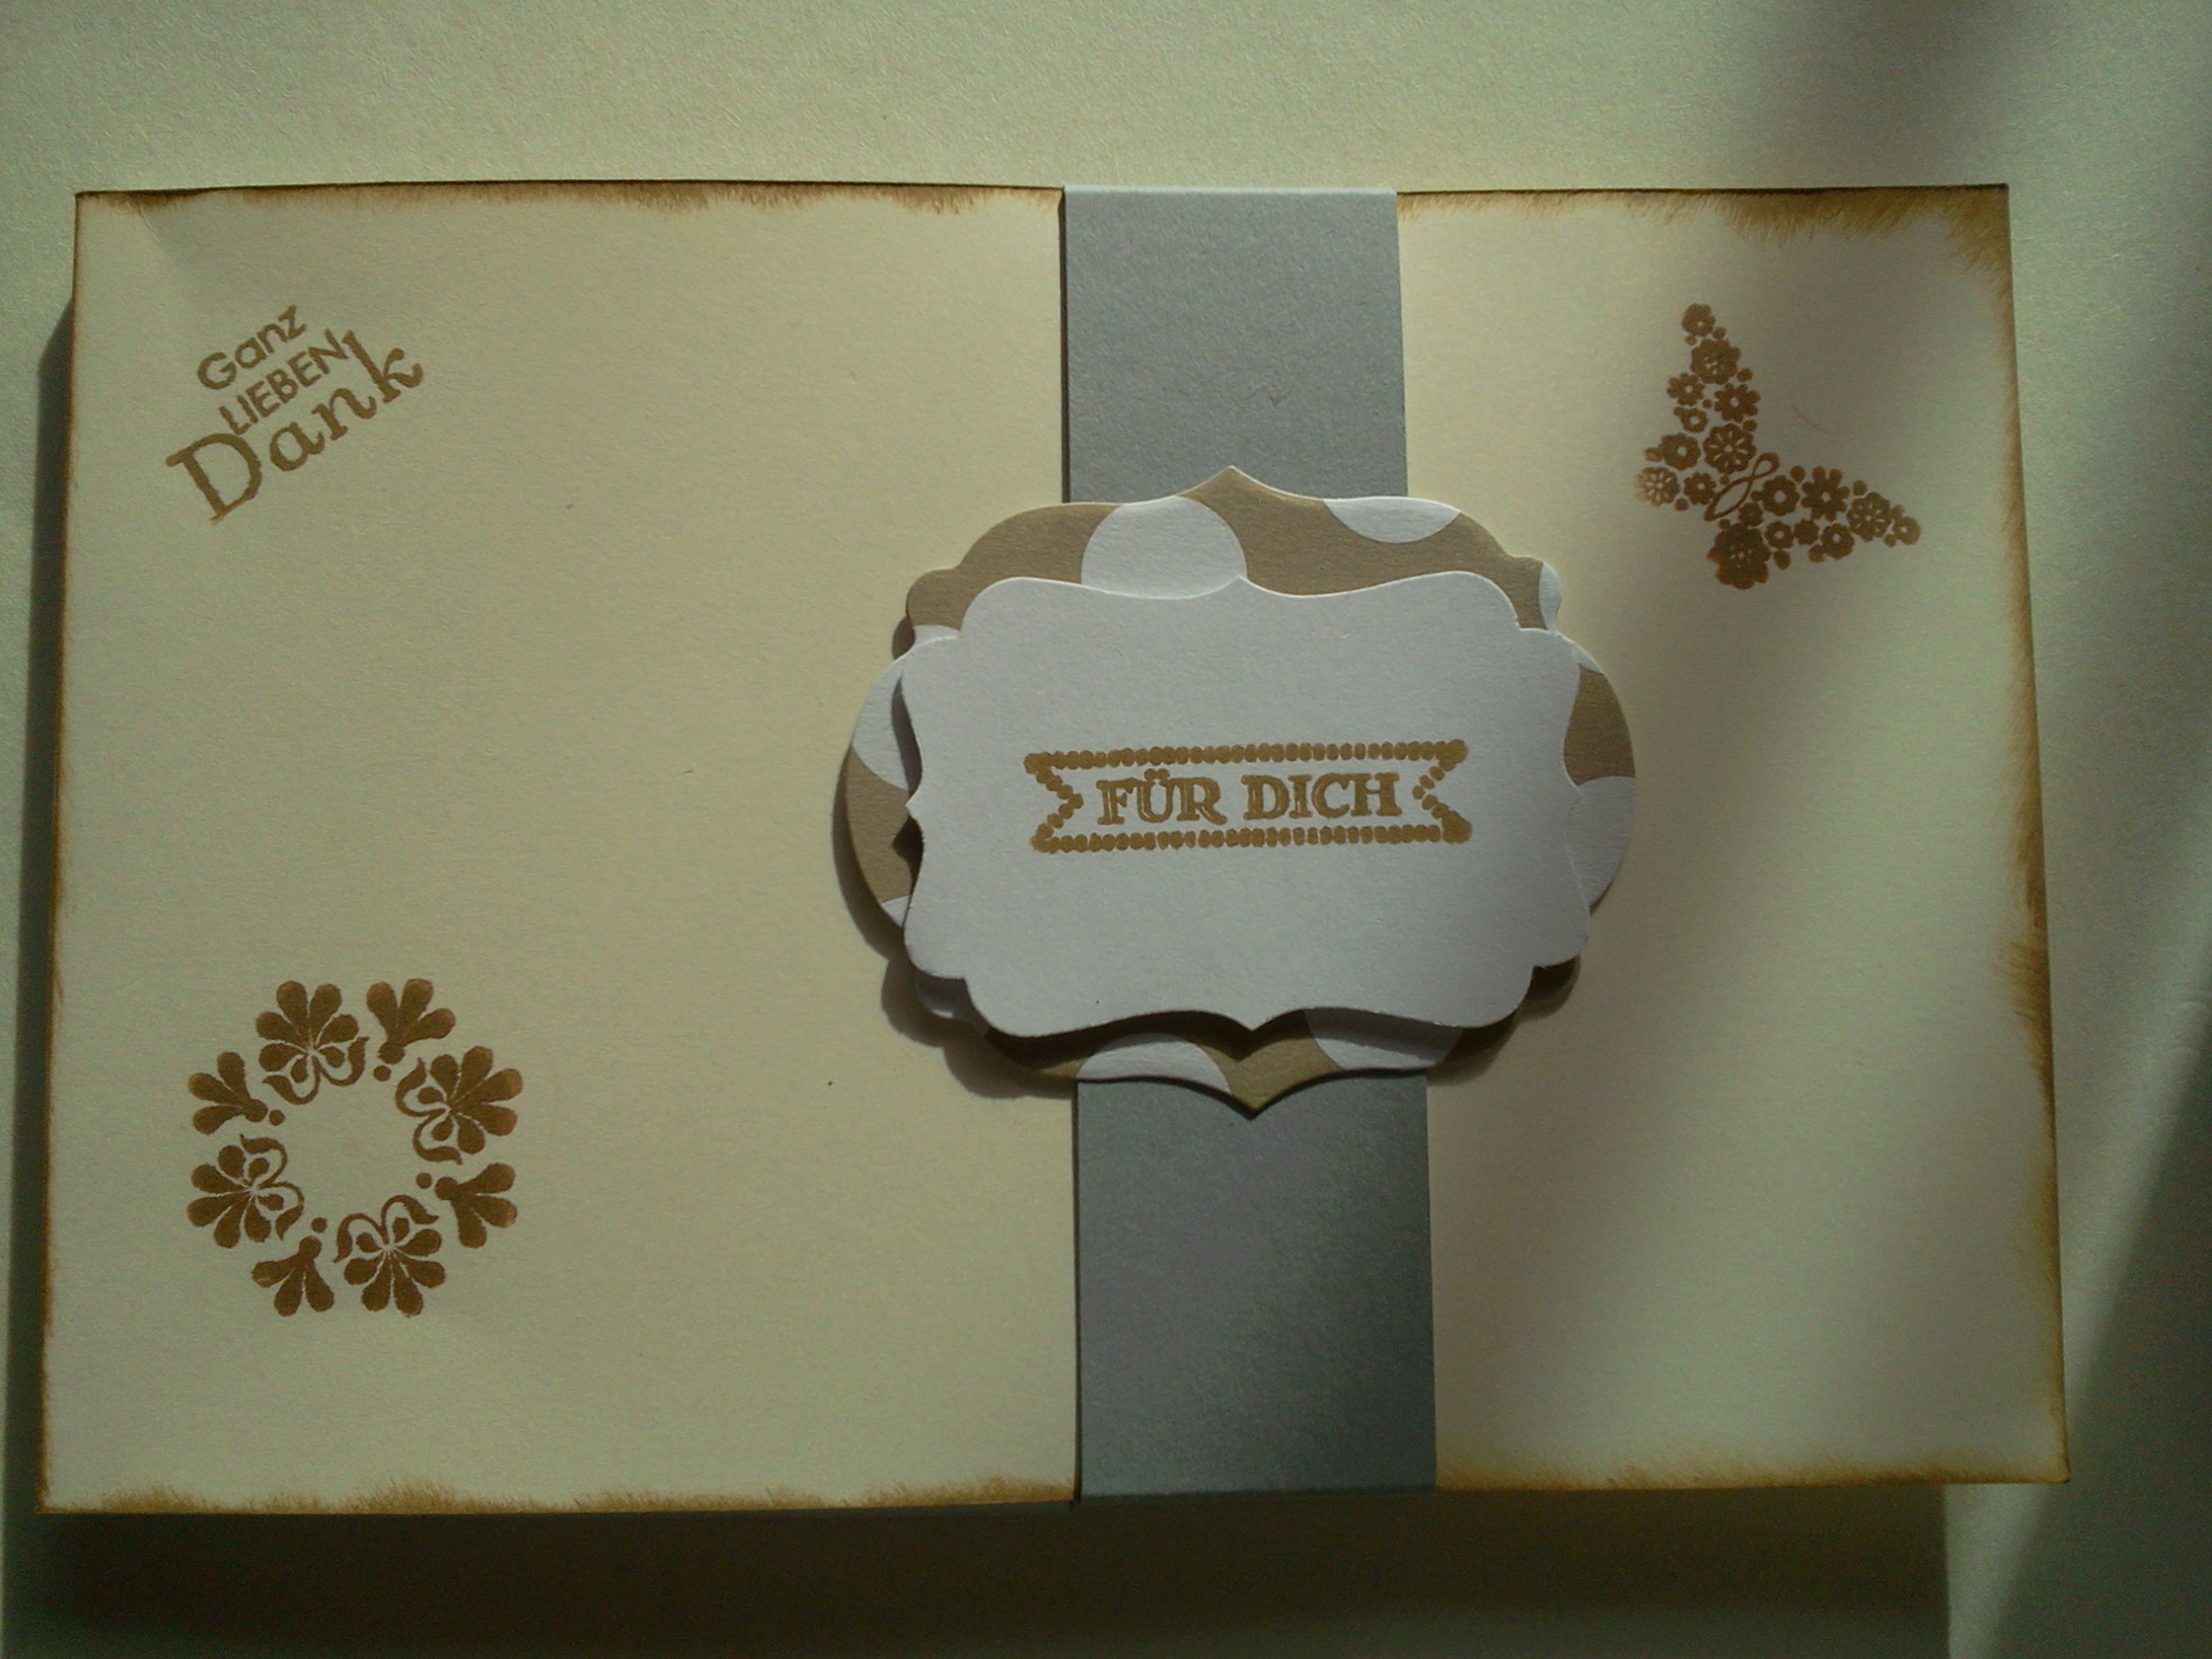 Ganz
LIEBEN
Dank
FÜR DICH